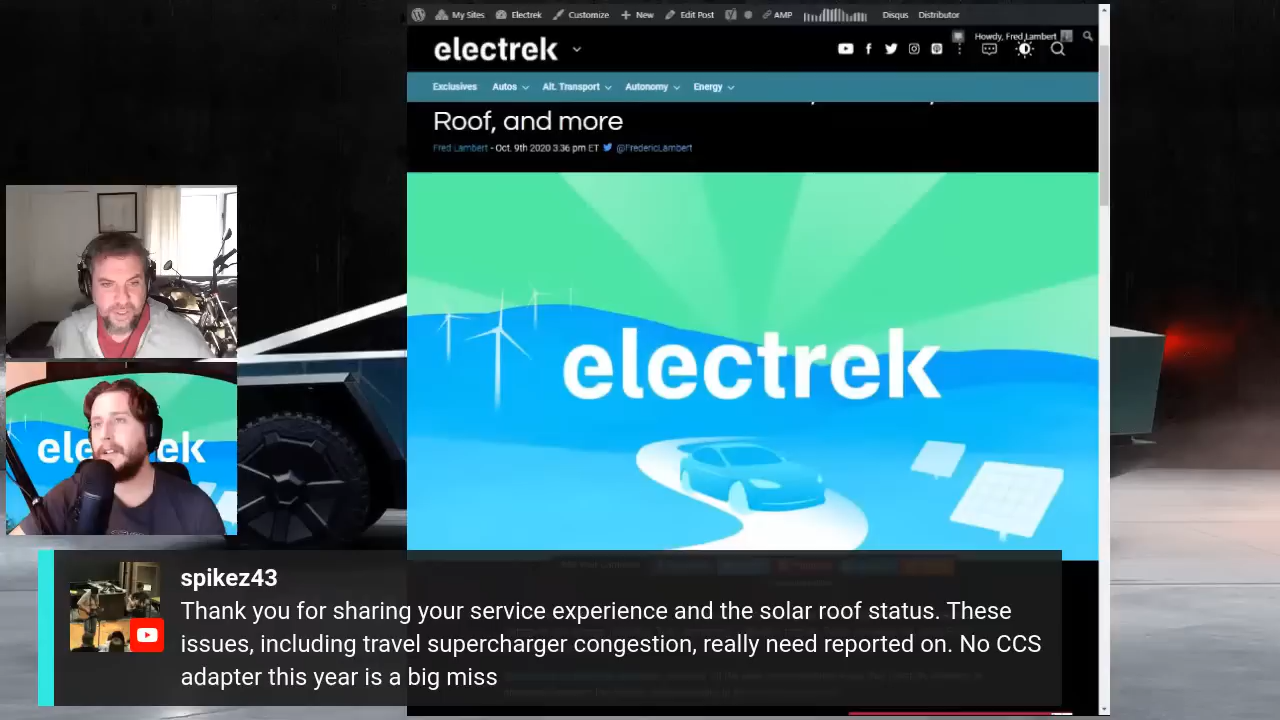 My Sites Electrek Customize New Edit Post AMP Disqus Distributor
Howdy, Fred Lambert
electrek
Exclusives Autos Alt. Transport Autonomy Energy
Roof, and more
Fred Lambert - Oct. 9th 2020 3:36 pm ET @FredericLambert
electrek
spikez43
Thank you for sharing your service experience and the solar roof status. These
issues, including travel supercharger congestion, really need reported on. No CCS
adapter this year is a big miss